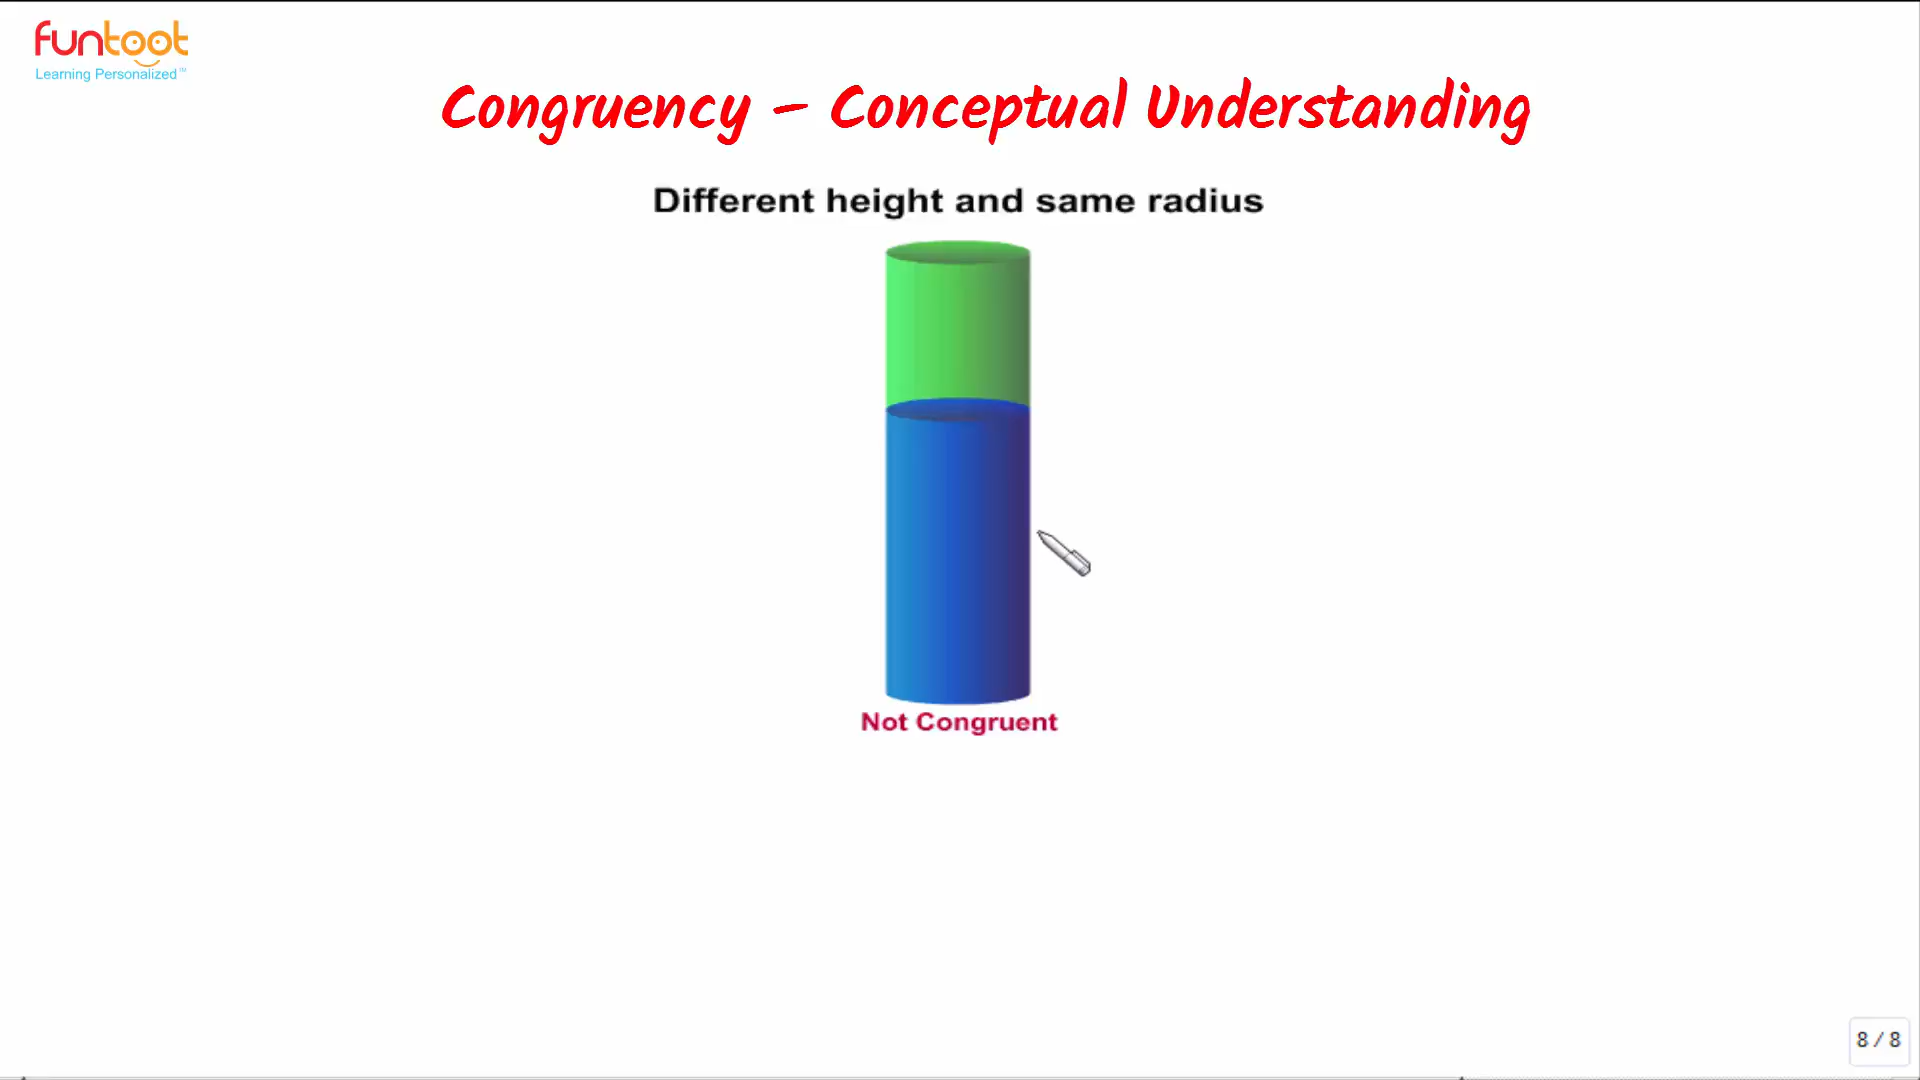 funtoot
Learning Personalized™
Congruency – Conceptual Understanding
Different height and same radius
Not Congruent
8 / 8